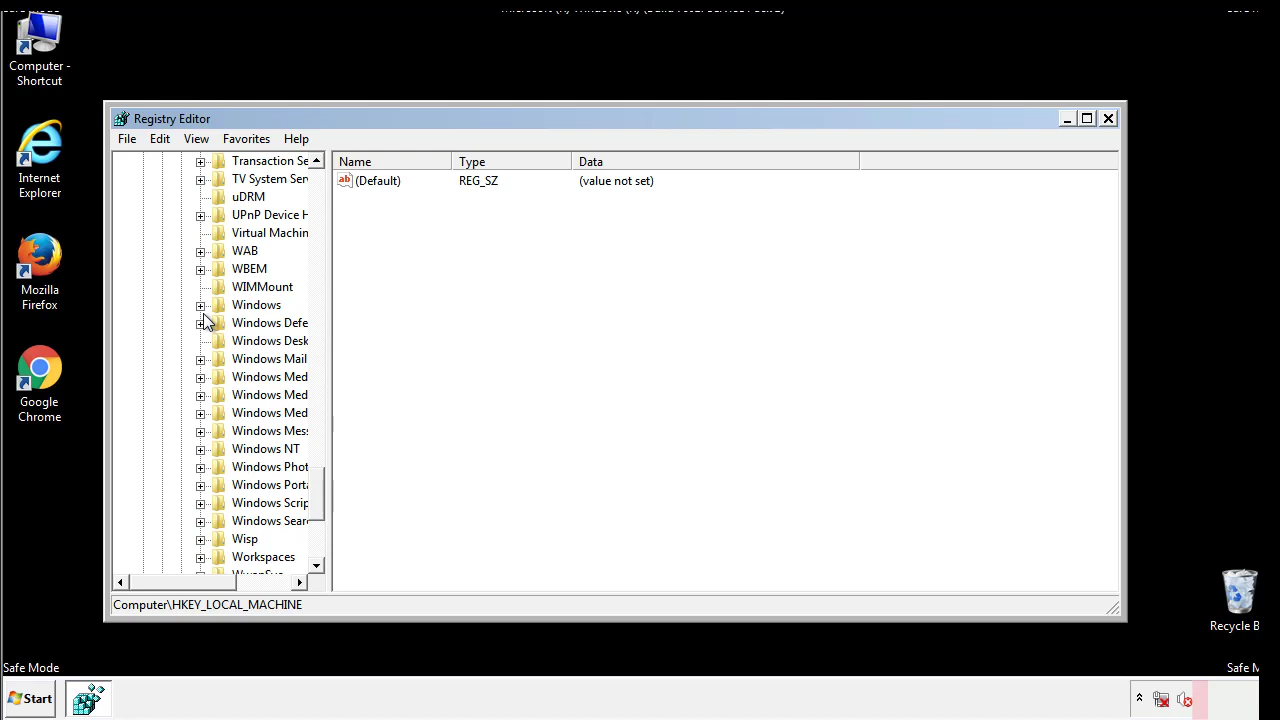 Computer -
Shortcut
Internet
Explorer
Mozilla
Firefox
Google
Chrome
Registry Editor
File Edit View Favorites Help
Transaction Se
TV System Serv
uDRM
UPnP Device H
Virtual Machin
WAB
WBEM
WIMMount
Windows
Windows Defe
Windows Desk
Windows Mail
Windows Med
Windows Med
Windows Med
Windows Mess
Windows NT
Windows Phot
Windows Porta
Windows Scrip
Windows Sear
Wisp
Workspaces
Name Type Data
(Default) REG_SZ (value not set)
Computer\HKEY_LOCAL_MACHINE
Recycle B
Safe Mode
Safe M
Start